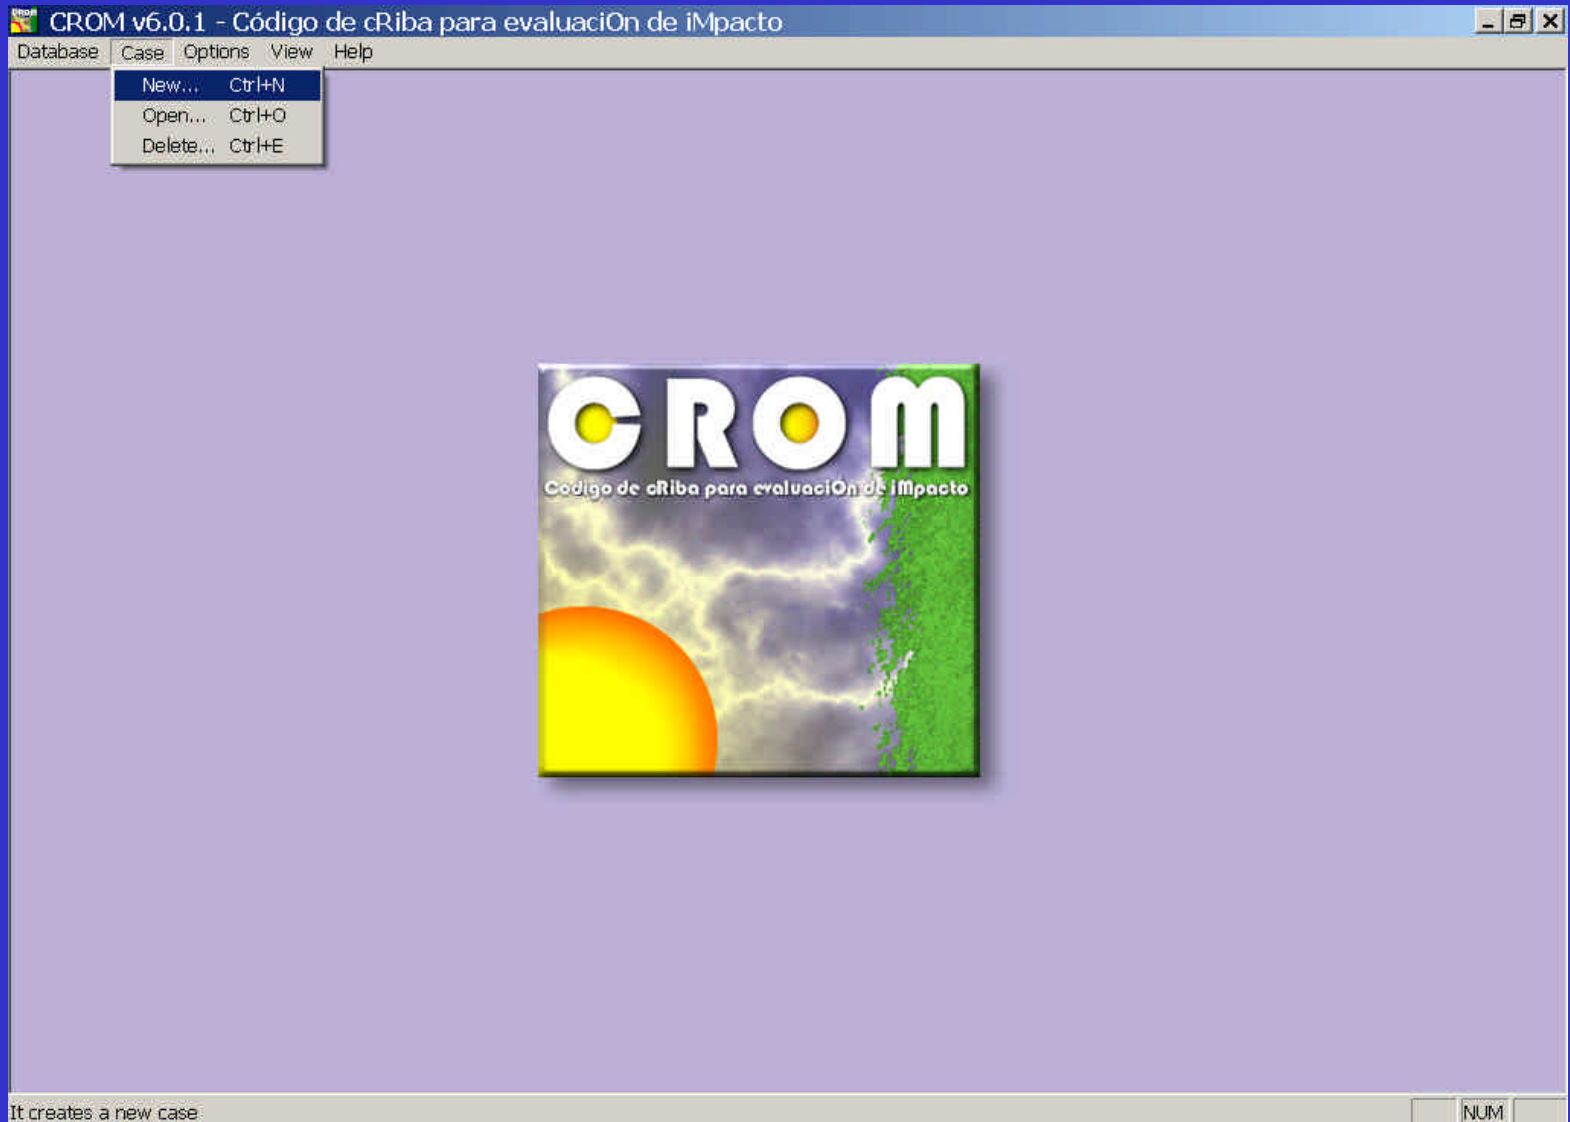 CROM v6.0.1 - Código de cRiba para evaluaciOn de iMpacto
Database Case Options View Help
New... Ctrl+N
Open... Ctrl+O
Delete... Ctrl+E
CROM
Codigo de cRiba para evaluaciOn de iMpacto
It creates a new case
NUM